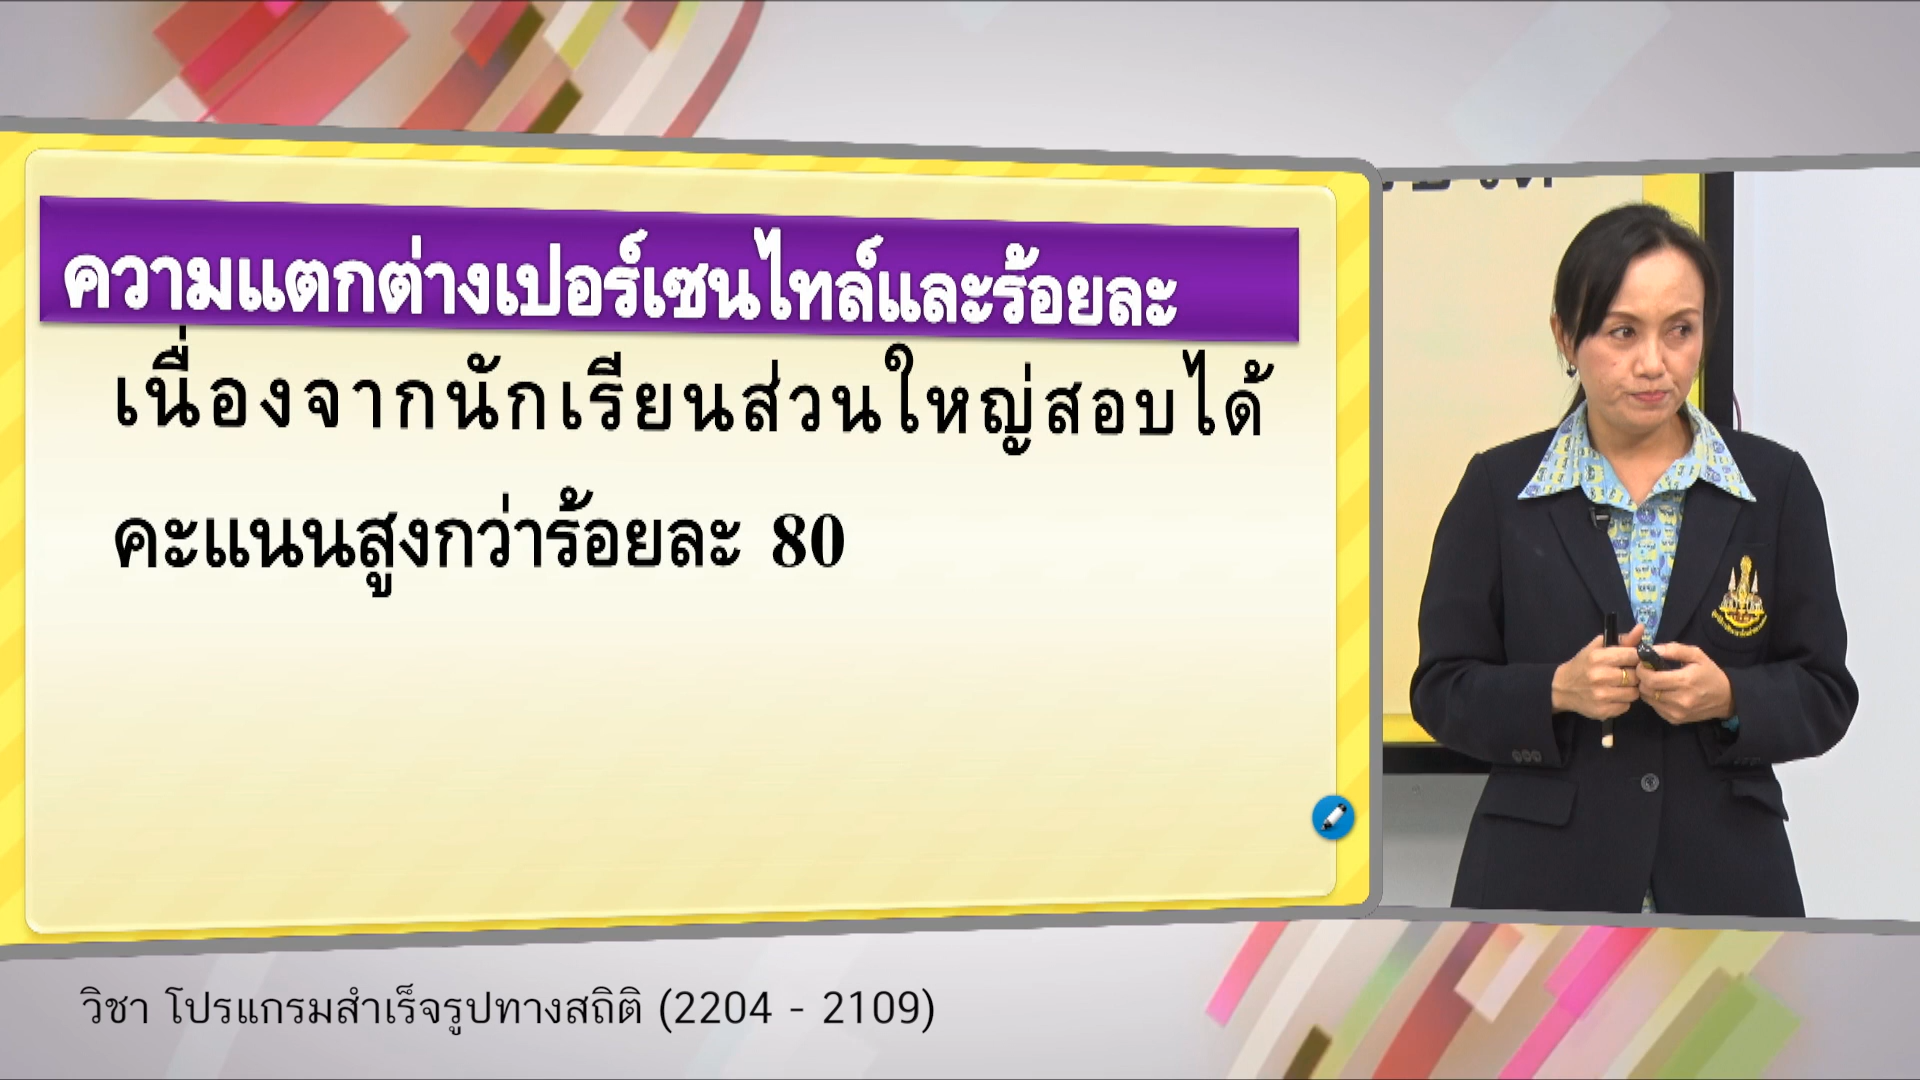 ความแตกต่างเปอร์เซนไทล์และร้อยละ
เนื่องจากนักเรียนส่วนใหญ่สอบได้
คะแนนสูงกว่าร้อยละ 80
วิชา โปรแกรมสำเร็จรูปทางสถิติ (2204 - 2109)